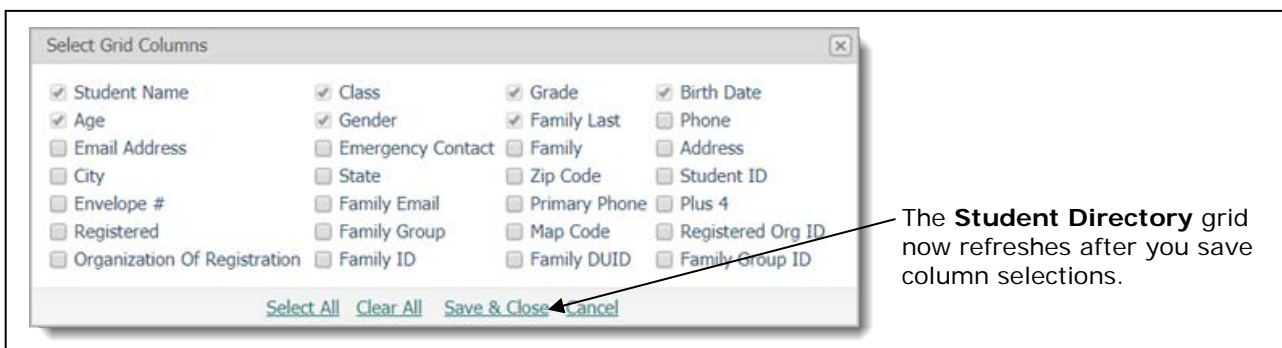 Select Grid Columns
Student Name Class Grade Birth Date
Age Gender Family Last Phone
Email Address Emergency Contact Family Address
City State Zip Code Student ID
Envelope # Family Email Primary Phone Plus 4
Registered Family Group Map Code Registered Org ID
Organization Of Registration Family ID Family DUID Family Group ID
Select All Clear All Save & Close Cancel
The Student Directory grid
now refreshes after you save
column selections.